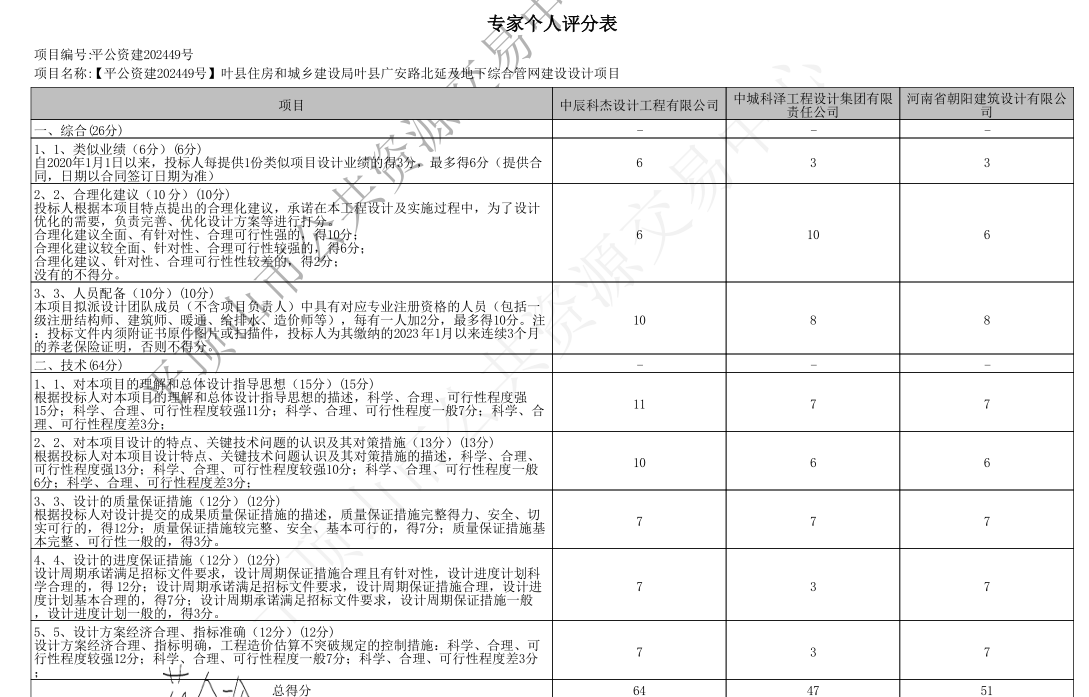 专家个人评分表
项目编号:平公资建202449号
项目名称:【平公资建202449号】叶县住房和城乡建设局叶县广安路北延及地下综合管网建设设计项目
项目 中辰科杰设计工程有限公司 中城科泽工程设计集团有限责任公司 河南省朝阳建筑设计有限公司
一、综合(26分) – – –
1、1、类似业绩（6分）(6分)
自2020年1月1日以来，投标人每提供1份类似项目设计业绩的得3分，最多得6分（提供合
同，日期以合同签订日期为准）
6 3 3
2、2、合理化建议（10 分）(10分)
投标人根据本项目特点提出的合理化建议，承诺在本工程设计及实施过程中，为了设计
优化的需要，负责完善、优化设计方案等进行打分。
合理化建议全面、有针对性、合理可行性强的，得10分；
合理化建议较全面、针对性、合理可行性较强的，得6分；
合理化建议、针对性、合理可行性性较差的，得2分；
没有的不得分。
6 10 6
3、3、人员配备（10分）(10分)
本项目拟派设计团队成员（不含项目负责人）中具有对应专业注册资格的人员（包括一
级注册结构师、建筑师、暖通、给排水、造价师等），每有一人加2分，最多得10分。注
：投标文件内须附证书原件图片或扫描件，投标人为其缴纳的2023 年1月以来连续3个月
的养老保险证明，否则不得分。
10 8 8
二、技术(64分) – – –
1、1、对本项目的理解和总体设计指导思想（15分）(15分)
根据投标人对本项目的理解和总体设计指导思想的描述，科学、合理、可行性程度强
15分；科学、合理、可行性程度较强11分；科学、合理、可行性程度一般7分；科学、合
理、可行性程度差3分；
11 7 7
2、2、对本项目设计的特点、关键技术问题的认识及其对策措施（13分）(13分)
根据投标人对本项目设计特点、关键技术问题认识及其对策措施的描述，科学、合理、
可行性程度强13分；科学、合理、可行性程度较强10分；科学、合理、可行性程度一般
6分；科学、合理、可行性程度差3分；
10 6 6
3、3、设计的质量保证措施（12分）(12分)
根据投标人对设计提交的成果质量保证措施的描述，质量保证措施完整得力、安全、切
实可行的，得12分；质量保证措施较完整、安全、基本可行的，得7分；质量保证措施基
本完整、可行性一般的，得3分。
7 7 7
4、4、设计的进度保证措施（12分）(12分)
设计周期承诺满足招标文件要求，设计周期保证措施合理且有针对性，设计进度计划科
学合理的，得 12分；设计周期承诺满足招标文件要求，设计周期保证措施合理，设计进
度计划基本合理的，得7分；设计周期承诺满足招标文件要求，设计周期保证措施一般
，设计进度计划一般的，得3分。
7 3 7
5、5、设计方案经济合理、指标准确（12分）(12分)
设计方案经济合理、指标明确，工程造价估算不突破规定的控制措施：科学、合理、可
行性程度较强12分；科学、合理、可行性程度一般7分；科学、合理、可行性程度差3分
；
7 3 7
总得分 64 47 51
平顶山市公共资源交易中心
平顶山市公共资源交易中心